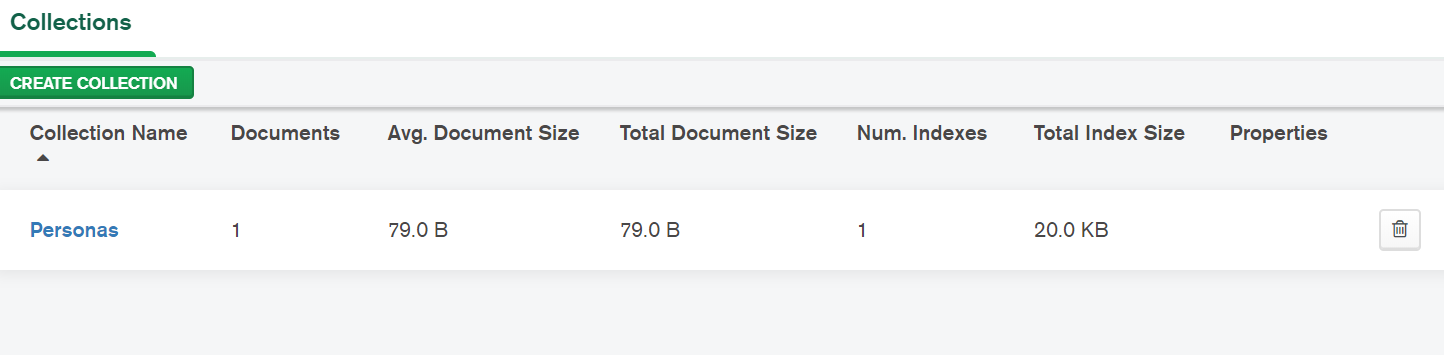 Collections
CREATE COLLECTION
Collection Name Documents Avg. Document Size Total Document Size Num. Indexes Total Index Size Properties
Personas 1 79.0 B 79.0 B 1 20.0 KB